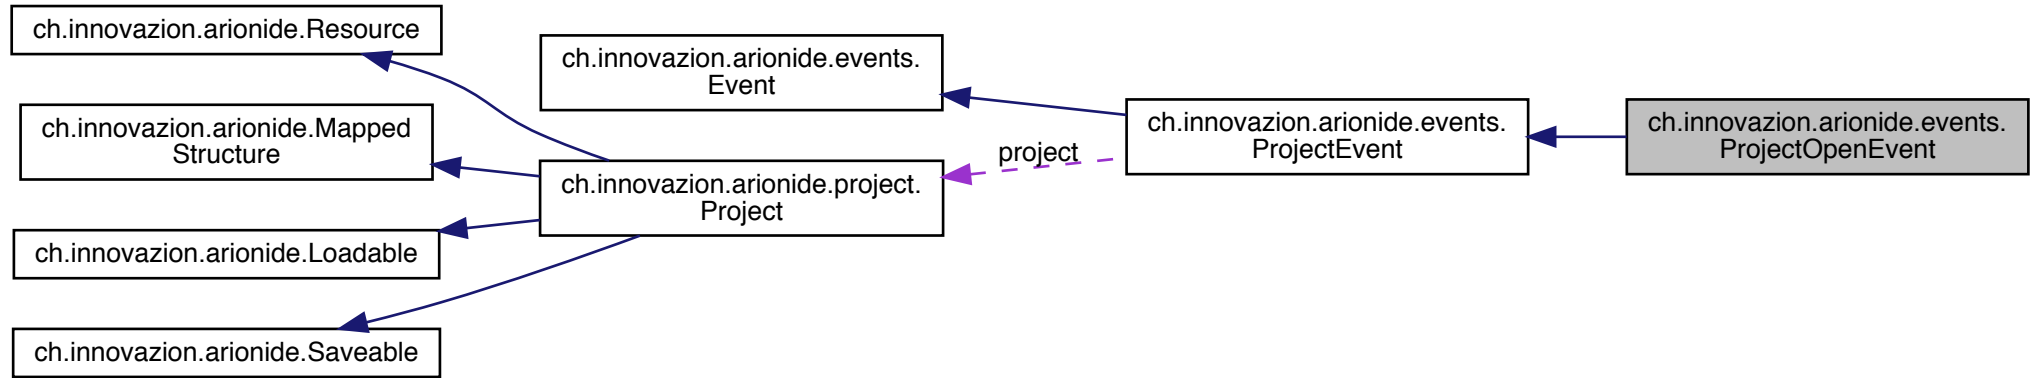 ch.innovazion.arionide.Resource
ch.innovazion.arionide.Mapped
Structure
ch.innovazion.arionide.Loadable
ch.innovazion.arionide.Saveable
ch.innovazion.arionide.events.
Event
ch.innovazion.arionide.project.
Project
project
ch.innovazion.arionide.events.
ProjectEvent
ch.innovazion.arionide.events.
ProjectOpenEvent